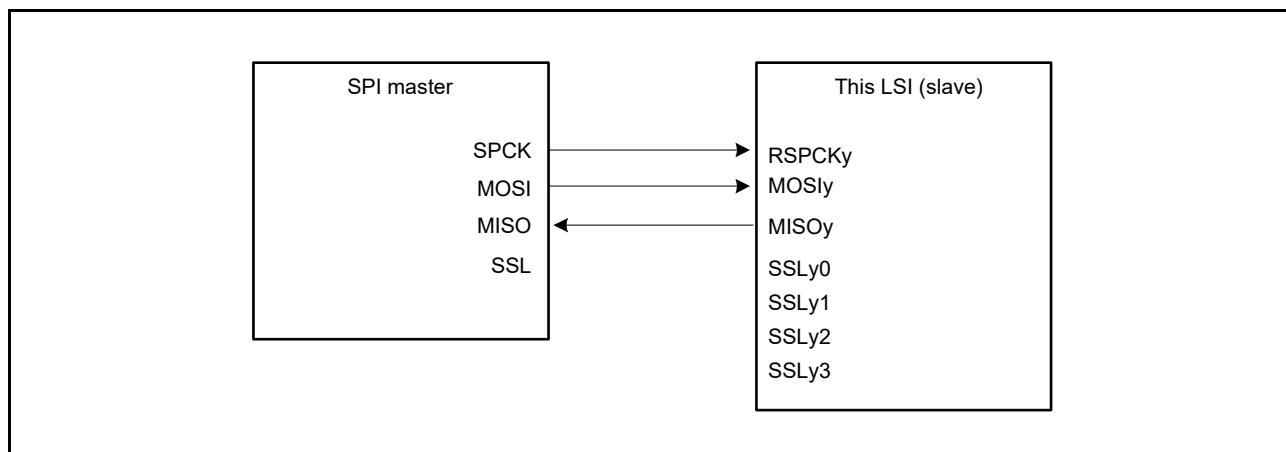 SPI master
SPCK
MOSI
MISO
SSL
This LSI (slave)
RSPCKy
MOSIy
MISOy
SSLy0
SSLy1
SSLy2
SSLy3